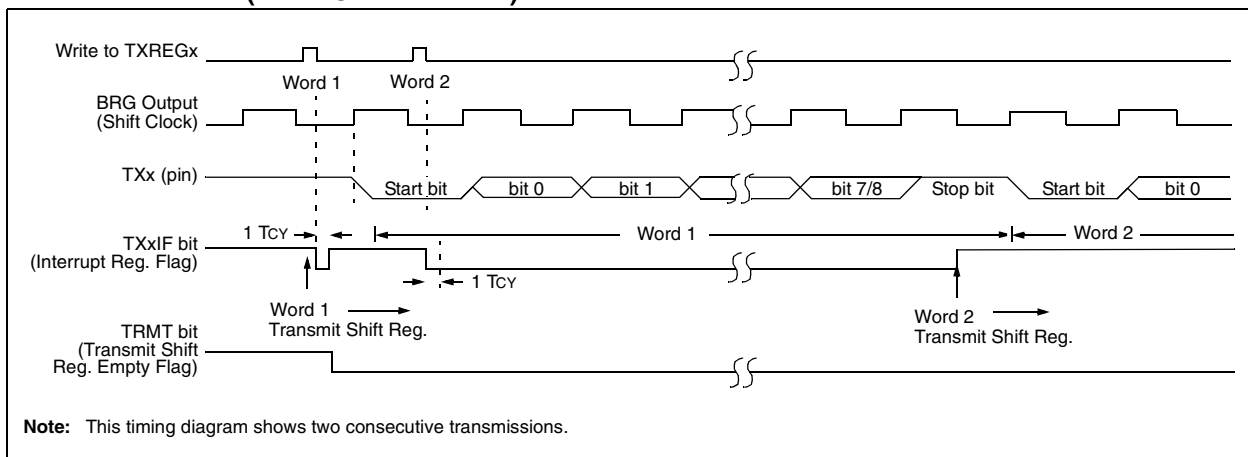 Write to TXREGx
Word 1
Word 2
BRG Output
(Shift Clock)
TXx (pin)
Start bit
bit 0
bit 1
bit 7/8
Stop bit
Start bit
bit 0
1 TCY
Word 1
Word 2
TXxIF bit
(Interrupt Reg. Flag)
1 TCY
Word 1
Transmit Shift Reg.
Word 2
Transmit Shift Reg.
TRMT bit
(Transmit Shift
Reg. Empty Flag)
Note: This timing diagram shows two consecutive transmissions.